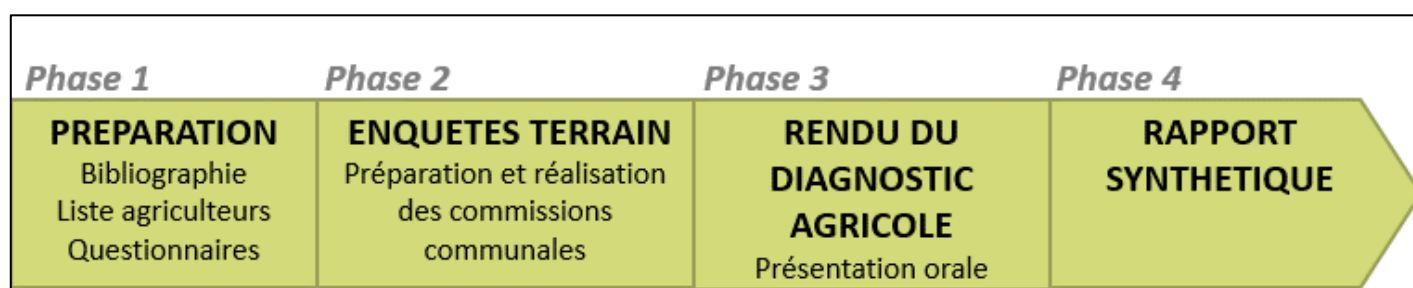 Phase 1
PREPARATION
Bibliographie
Liste agriculteurs
Questionnaires
Phase 2
ENQUETES TERRAIN
Préparation et réalisation
des commissions
communales
Phase 3
RENDU DU
DIAGNOSTIC
AGRICOLE
Présentation orale
Phase 4
RAPPORT
SYNTHETIQUE